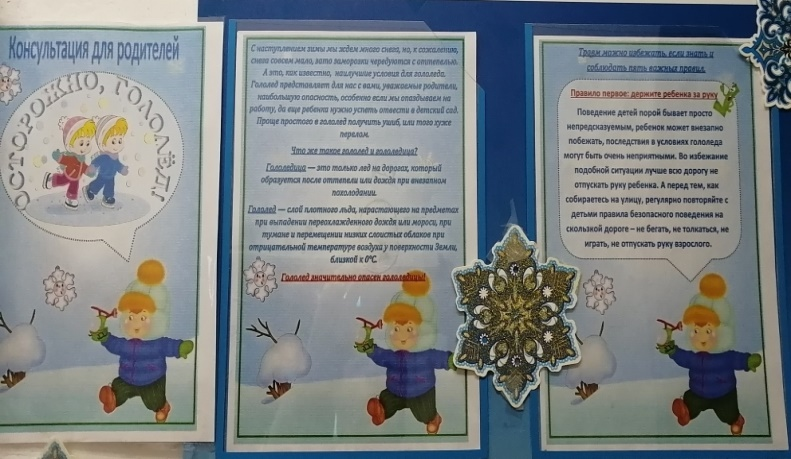 Консультация для родителей
ОСТОРОЖНО, ГОЛОЛЁД!
С наступлением зимы мы ждем много снега, но, к сожалению,
снега совсем мало, зато заморозки чередуются с оттепелью.
А это, как известно, наилучшие условия для гололеда.
Гололед представляет для нас с вами, уважаемые родители,
наибольшую опасность, особенно если мы опаздываем на
работу, да еще ребенка нужно успеть отвести в детский сад.
Проще простого в гололед получить ушиб, или того хуже
перелом.
Что же такое гололед и гололедица?
Гололедица — это только лед на дорогах, который
образуется после оттепели или дождя при внезапном
похолодании.
Гололед — слой плотного льда, нарастающего на предметах
при выпадении переохлажденного дождя или мороси, при
тумане и перемещении низких слоистых облаков при
отрицательной температуре воздуха у поверхности Земли,
близкой к 0°С.
Гололед значительно опасен гололедицы!
Травм можно избежать, если знать и
соблюдать пять важных правил.
Правило первое: держите ребенка за руку
Поведение детей порой бывает просто
непредсказуемым, ребенок может внезапно
побежать, последствия в условиях гололеда
могут быть очень неприятными. Во избежание
подобной ситуации лучше всю дорогу не
отпускать руку ребенка. А перед тем, как
собираетесь на улицу, регулярно повторяйте с
детьми правила безопасного поведения на
скользкой дороге – не бегать, не толкаться, не
играть, не отпускать руку взрослого.